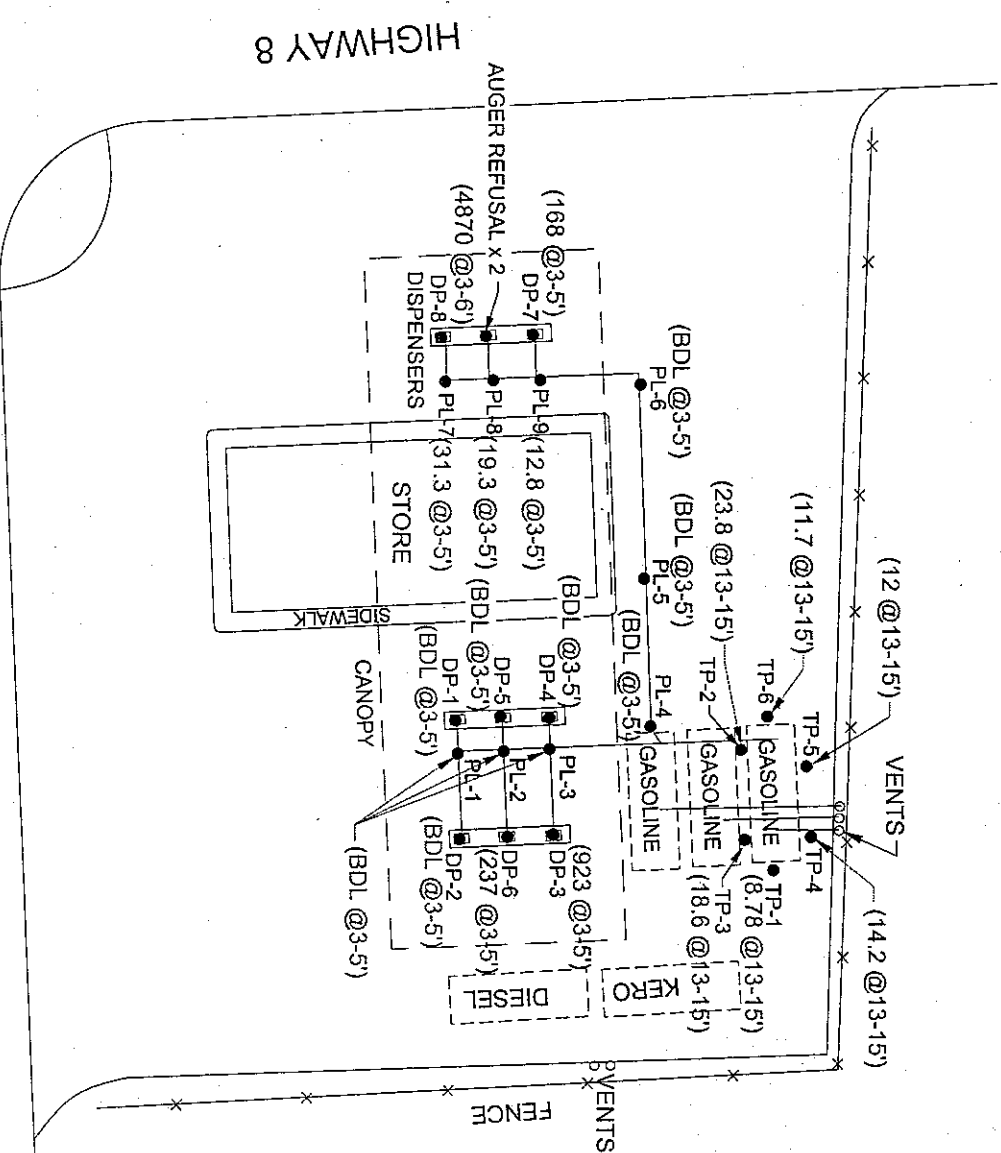 HIGHWAY 8
AUGER REFUSAL x 2
(168 @3-5')
DP-7
(4870 @3-6')
DP-8
DISPENSERS
(BDL @3-5')
PL-6
PL-9
(12.8 @3-5')
PL-8
(19.3 @3-5')
PL-7
(31.3 @3-5')
STORE
SIDEWALK
CANOPY
(BDL @3-5')
PL-5
(BDL @3-5')
PL-4
(11.7 @13-15')
TP-6
(23.8 @13-15')
TP-2
(12 @13-15')
TP-5
VENTS
TP-4
(14.2 @13-15')
TP-1
(8.78 @13-15')
TP-3
(18.6 @13-15')
GASOLINE
GASOLINE
GASOLINE
(BDL @3-5')
DP-4
(BDL @3-5')
DP-5
(BDL @3-5')
DP-1
PL-3
PL-2
PL-1
(BDL @3-5')
(923 @3-5')
DP-3
(237 @3-5')
DP-6
(BDL @3-5')
DP-2
KERO
DIESEL
VENTS
FENCE